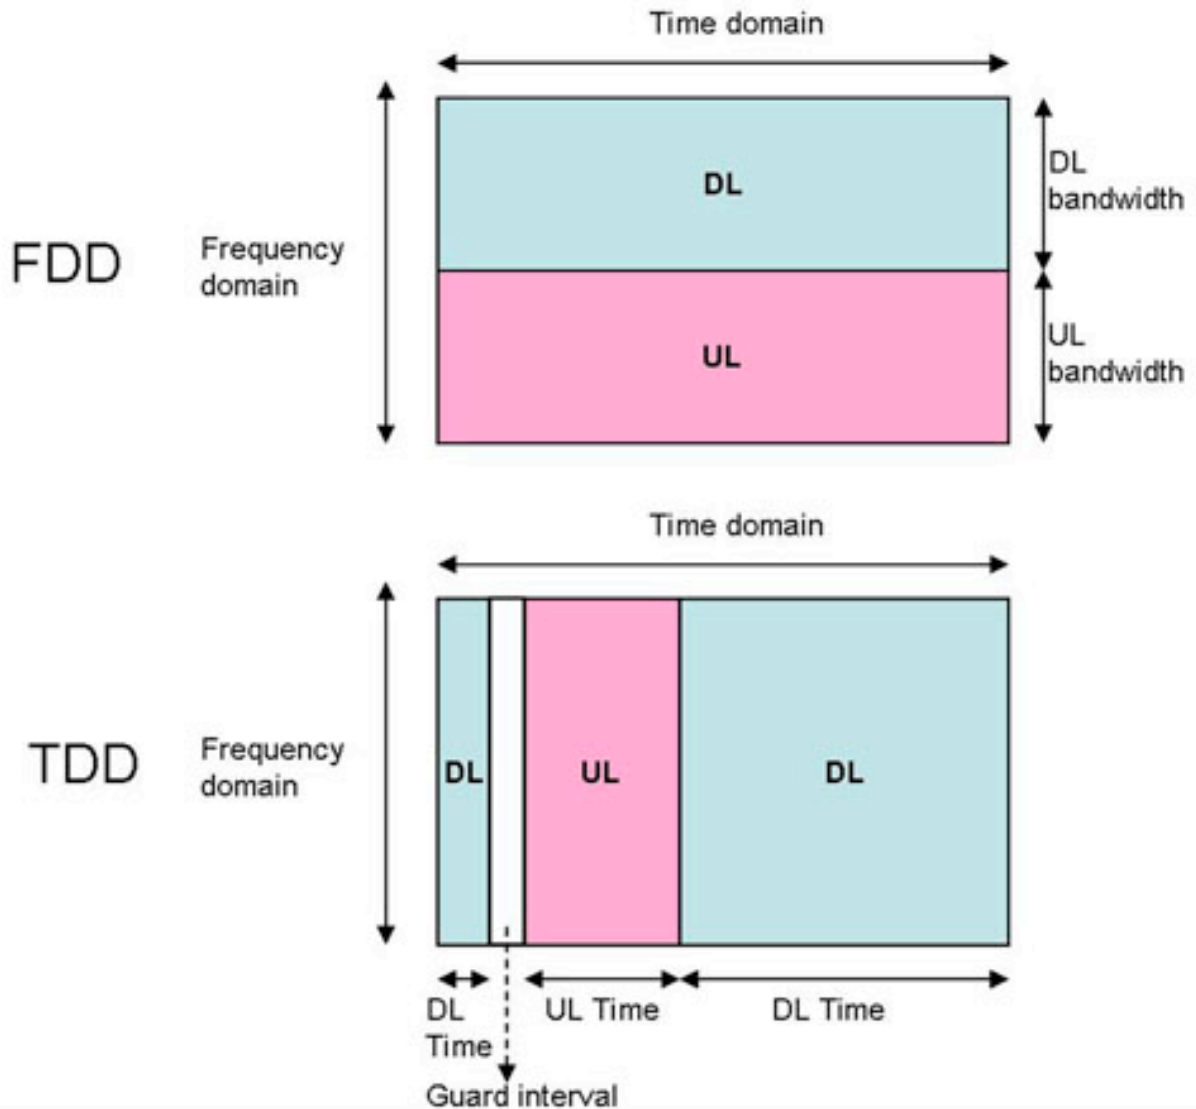 Time domain
FDD
Frequency
domain
DL
DL
bandwidth
UL
UL
bandwidth
Time domain
TDD
Frequency
domain
DL
UL
DL
DL
Time
UL Time
DL Time
Guard interval